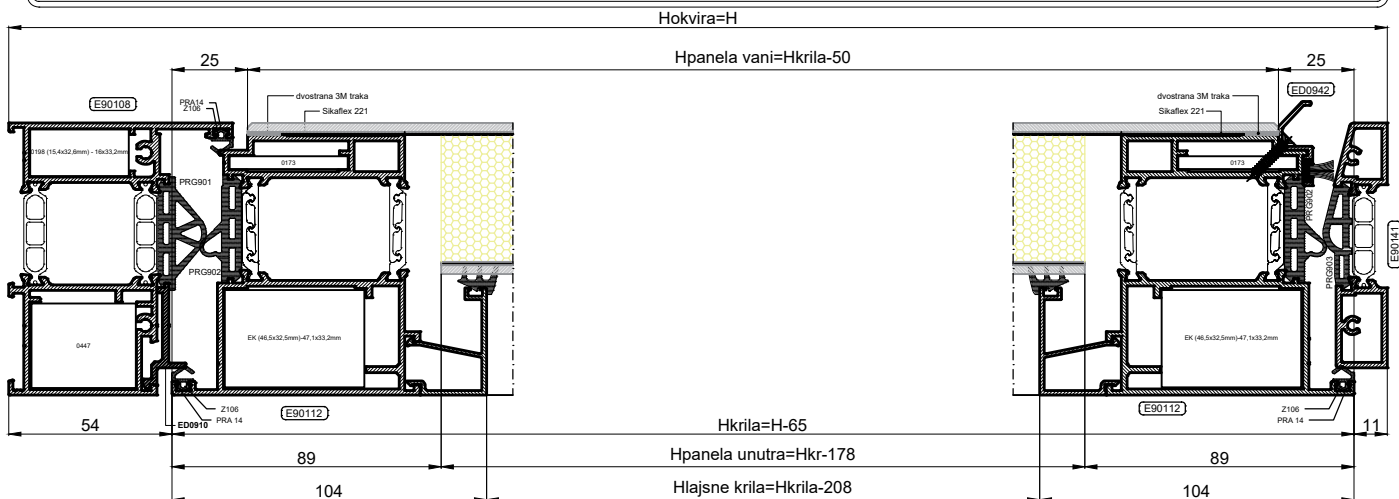 Hokvira=H
25
Hpanela vani=Hkrila-50
25
E90108
PRA14
Z106
dvostrana 3M traka
Sikaflex 221
dvostrana 3M traka
Sikaflex 221
ED0942
0198 (15,4x32,6mm) - 16x33,2mm
0173
0173
PRG901
PRG902
PRG902
PRG903
E90141
0447
EK (46,5x32,5mm)-47,1x33,2mm
EK (46,5x32,5mm)-47,1x33,2mm
Z106
PRA 14
E90112
ED0910
E90112
Z106
PRA 14
54
Hkrila=H-65
11
89
Hpanela unutra=Hkr-178
89
104
Hlajsne krila=Hkrila-208
104